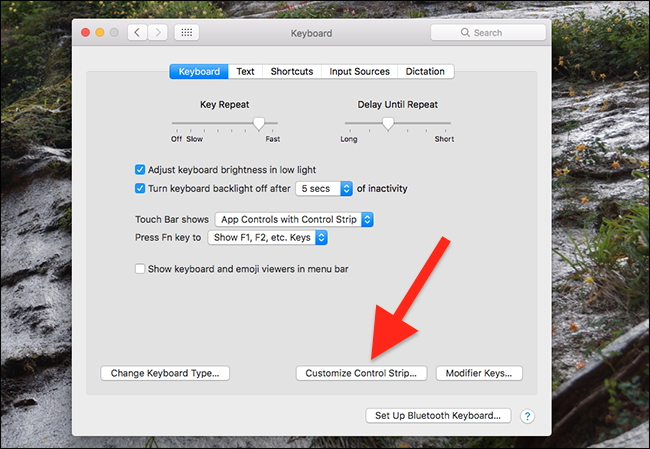 Keyboard
Search
Keyboard Text Shortcuts Input Sources Dictation
Key Repeat Delay Until Repeat
Off Slow Fast Long Short
Adjust keyboard brightness in low light
Turn keyboard backlight off after 5 secs of inactivity
Touch Bar shows App Controls with Control Strip
Press Fn key to Show F1, F2, etc. Keys
Show keyboard and emoji viewers in menu bar
Change Keyboard Type... Customize Control Strip... Modifier Keys...
Set Up Bluetooth Keyboard... ?